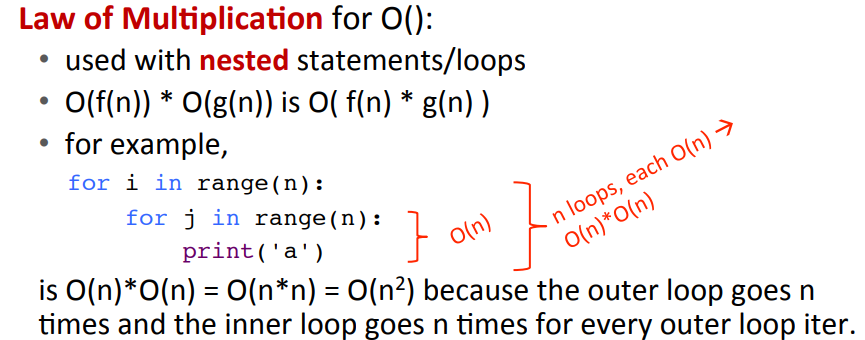 Law of Multiplication for O():
• used with nested statements/loops
• O(f(n)) * O(g(n)) is O( f(n) * g(n) )
• for example,
for i in range(n):
for j in range(n):
print('a')
O(n)
n loops, each O(n) →
O(n)*O(n)
is O(n)*O(n) = O(n*n) = O(n²) because the outer loop goes n
times and the inner loop goes n times for every outer loop iter.